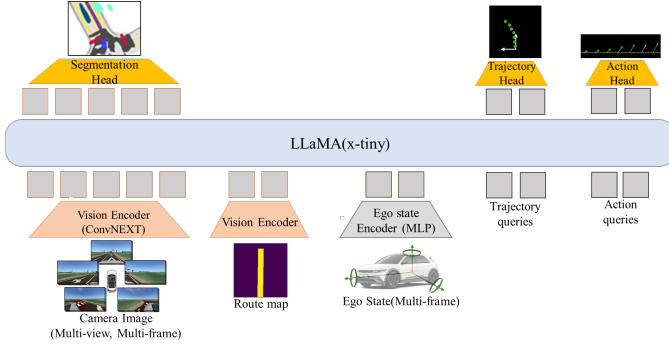 Segmentation
Head
Trajectory
Head
Action
Head
LLaMA(x-tiny)
Vision Encoder
(ConvNEXT)
Vision Encoder
Ego state
Encoder (MLP)
Trajectory
queries
Action
queries
Camera Image
(Multi-view, Multi-frame)
Route map
Ego State(Multi-frame)